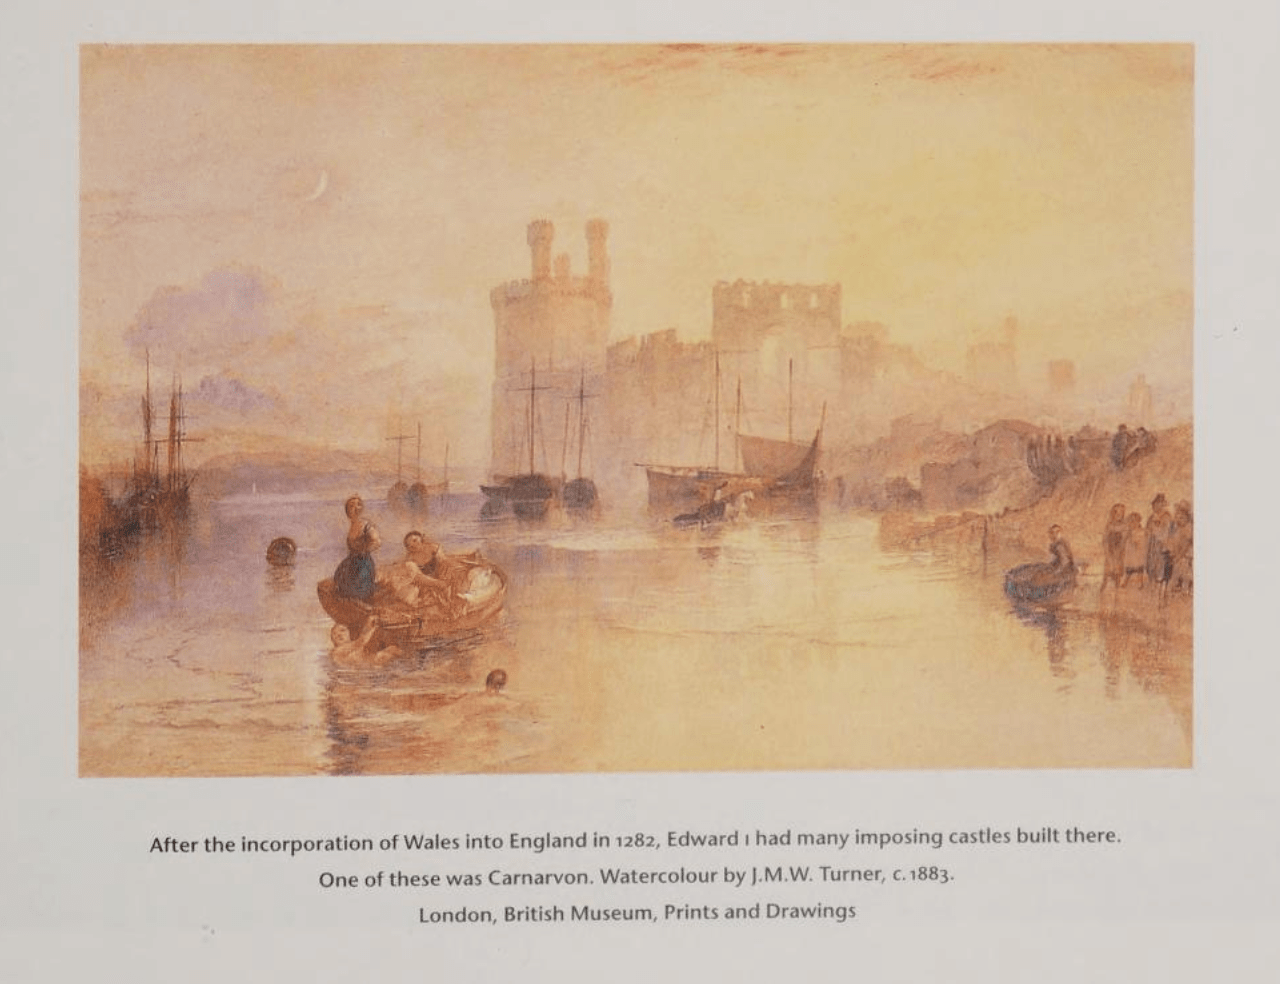 After the incorporation of Wales into England in 1282, Edward I had many imposing castles built there.
One of these was Carnarvon. Watercolour by J.M.W. Turner, c. 1883.
London, British Museum, Prints and Drawings